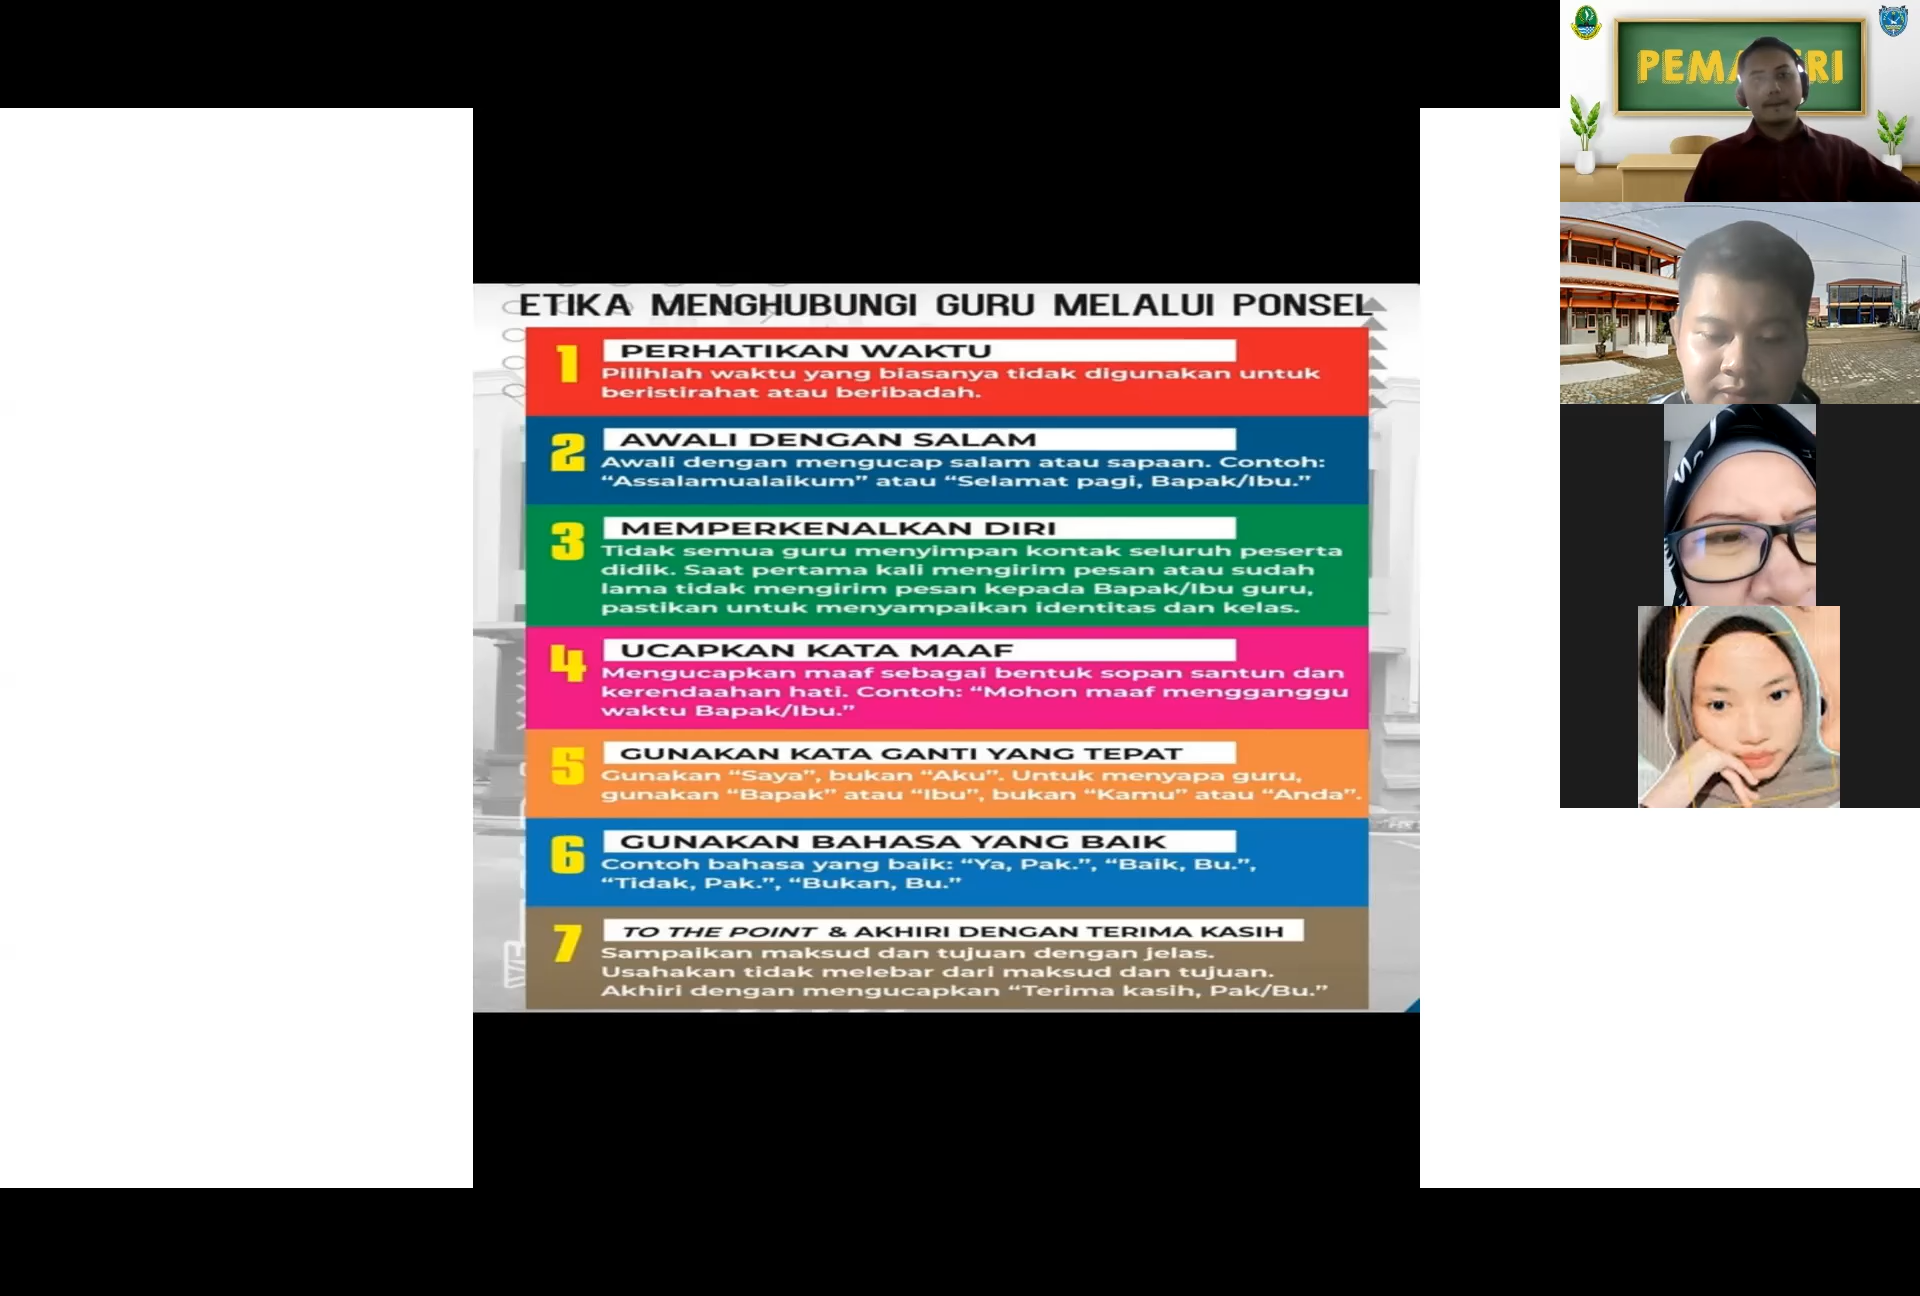 ETIKA MENGHUBUNGI GURU MELALUI PONSEL
1 PERHATIKAN WAKTU
Pilihlah waktu yang biasanya tidak digunakan untuk
beristirahat atau beribadah.
2 AWALI DENGAN SALAM
Awali dengan mengucap salam atau sapaan. Contoh:
“Assalamualaikum” atau “Selamat pagi, Bapak/Ibu.”
3 MEMPERKENALKAN DIRI
Tidak semua guru menyimpan kontak seluruh peserta
didik. Saat pertama kali mengirim pesan atau sudah
lama tidak mengirim pesan kepada Bapak/Ibu guru,
pastikan untuk menyampaikan identitas dan kelas.
4 UCAPKAN KATA MAAF
Mengucapkan maaf sebagai bentuk sopan santun dan
kerendaahan hati. Contoh: “Mohon maaf mengganggu
waktu Bapak/Ibu.”
5 GUNAKAN KATA GANTI YANG TEPAT
Gunakan “Saya”, bukan “Aku”. Untuk menyapa guru,
gunakan “Bapak” atau “Ibu”, bukan “Kamu” atau “Anda”.
6 GUNAKAN BAHASA YANG BAIK
Contoh bahasa yang baik: “Ya, Pak.”, “Baik, Bu.”,
“Tidak, Pak.”, “Bukan, Bu.”
7 TO THE POINT & AKHIRI DENGAN TERIMA KASIH
Sampaikan maksud dan tujuan dengan jelas.
Usahakan tidak melebar dari maksud dan tujuan.
Akhiri dengan mengucapkan “Terima kasih, Pak/Bu.”